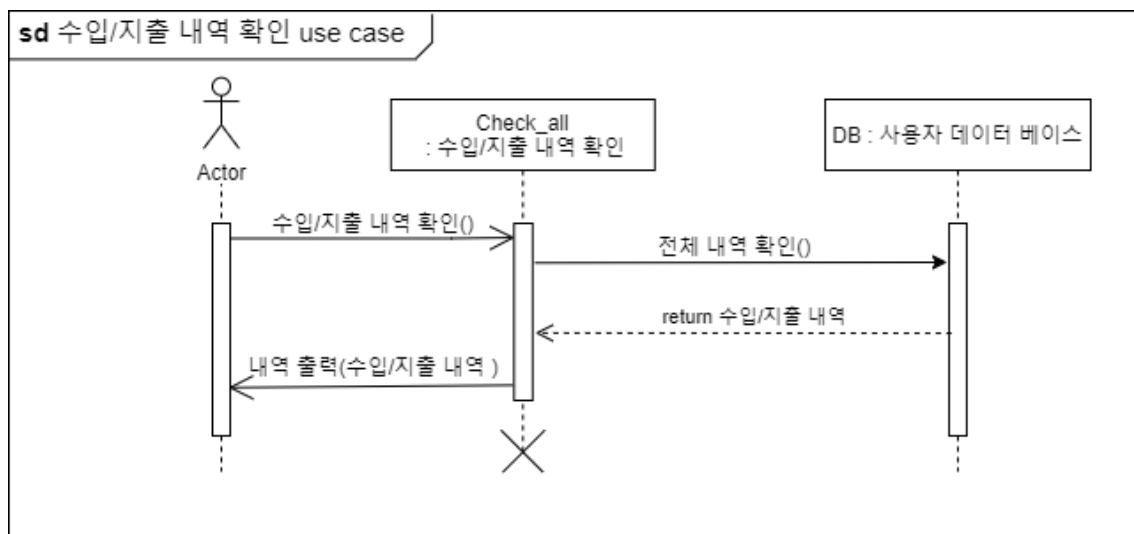 sd 수입/지출 내역 확인 use case
Actor
Check_all
: 수입/지출 내역 확인
DB : 사용자 데이터 베이스
수입/지출 내역 확인()
전체 내역 확인()
return 수입/지출 내역
내역 출력(수입/지출 내역 )